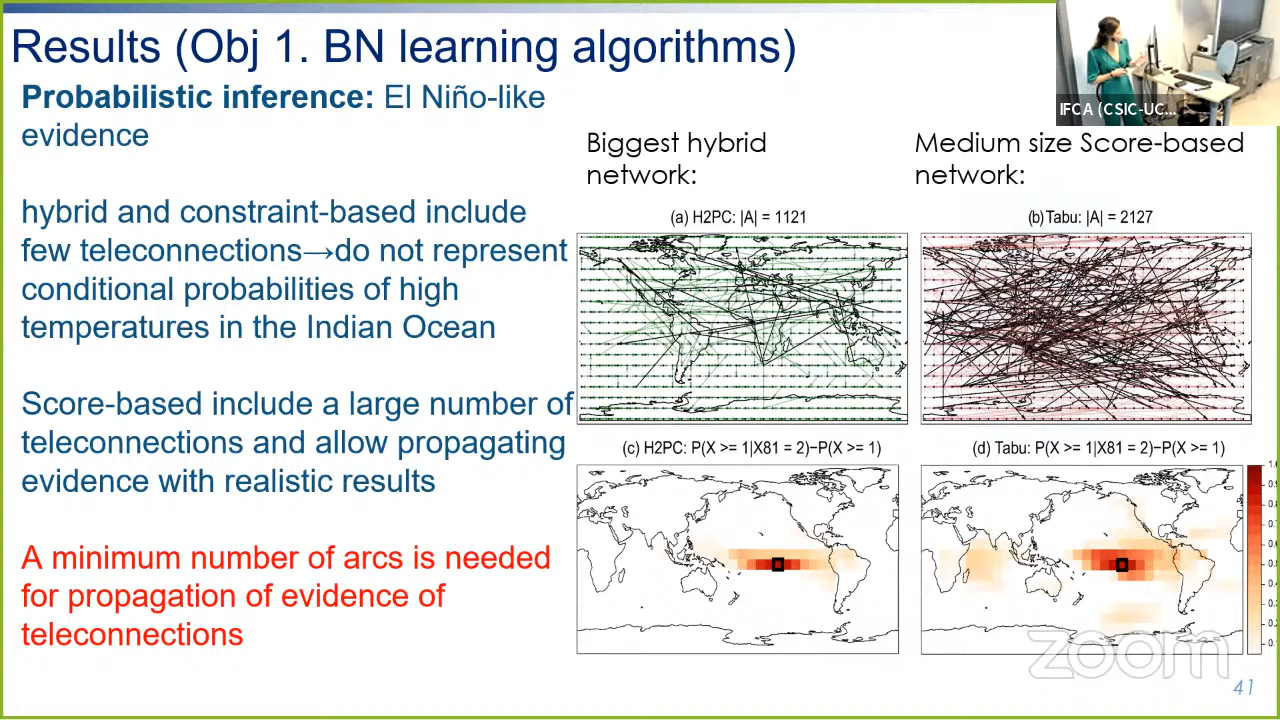 Results (Obj 1. BN learning algorithms)
Probabilistic inference: El Niño-like
evidence
hybrid and constraint-based include
few teleconnections→do not represent
conditional probabilities of high
temperatures in the Indian Ocean
Score-based include a large number of
teleconnections and allow propagating
evidence with realistic results
A minimum number of arcs is needed
for propagation of evidence of
teleconnections
IFCA (CSIC-UC...
Biggest hybrid
network:
Medium size Score-based
network:
(a) H2PC: |A| = 1121
(b) Tabu: |A| = 2127
(c) H2PC: P(X >= 1|X81 = 2)−P(X >= 1)
(d) Tabu: P(X >= 1|X81 = 2)−P(X >= 1)
zoom
41